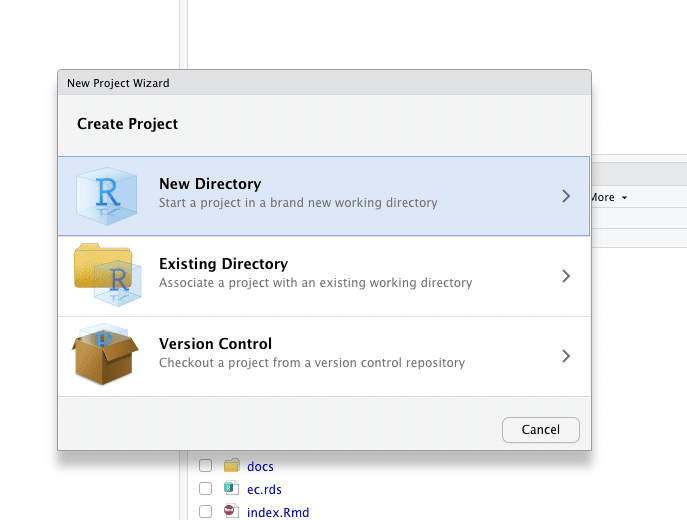 New Project Wizard
Create Project
New Directory
Start a project in a brand new working directory
More
Existing Directory
Associate a project with an existing working directory
Version Control
Checkout a project from a version control repository
Cancel
docs
ec.rds
index.Rmd